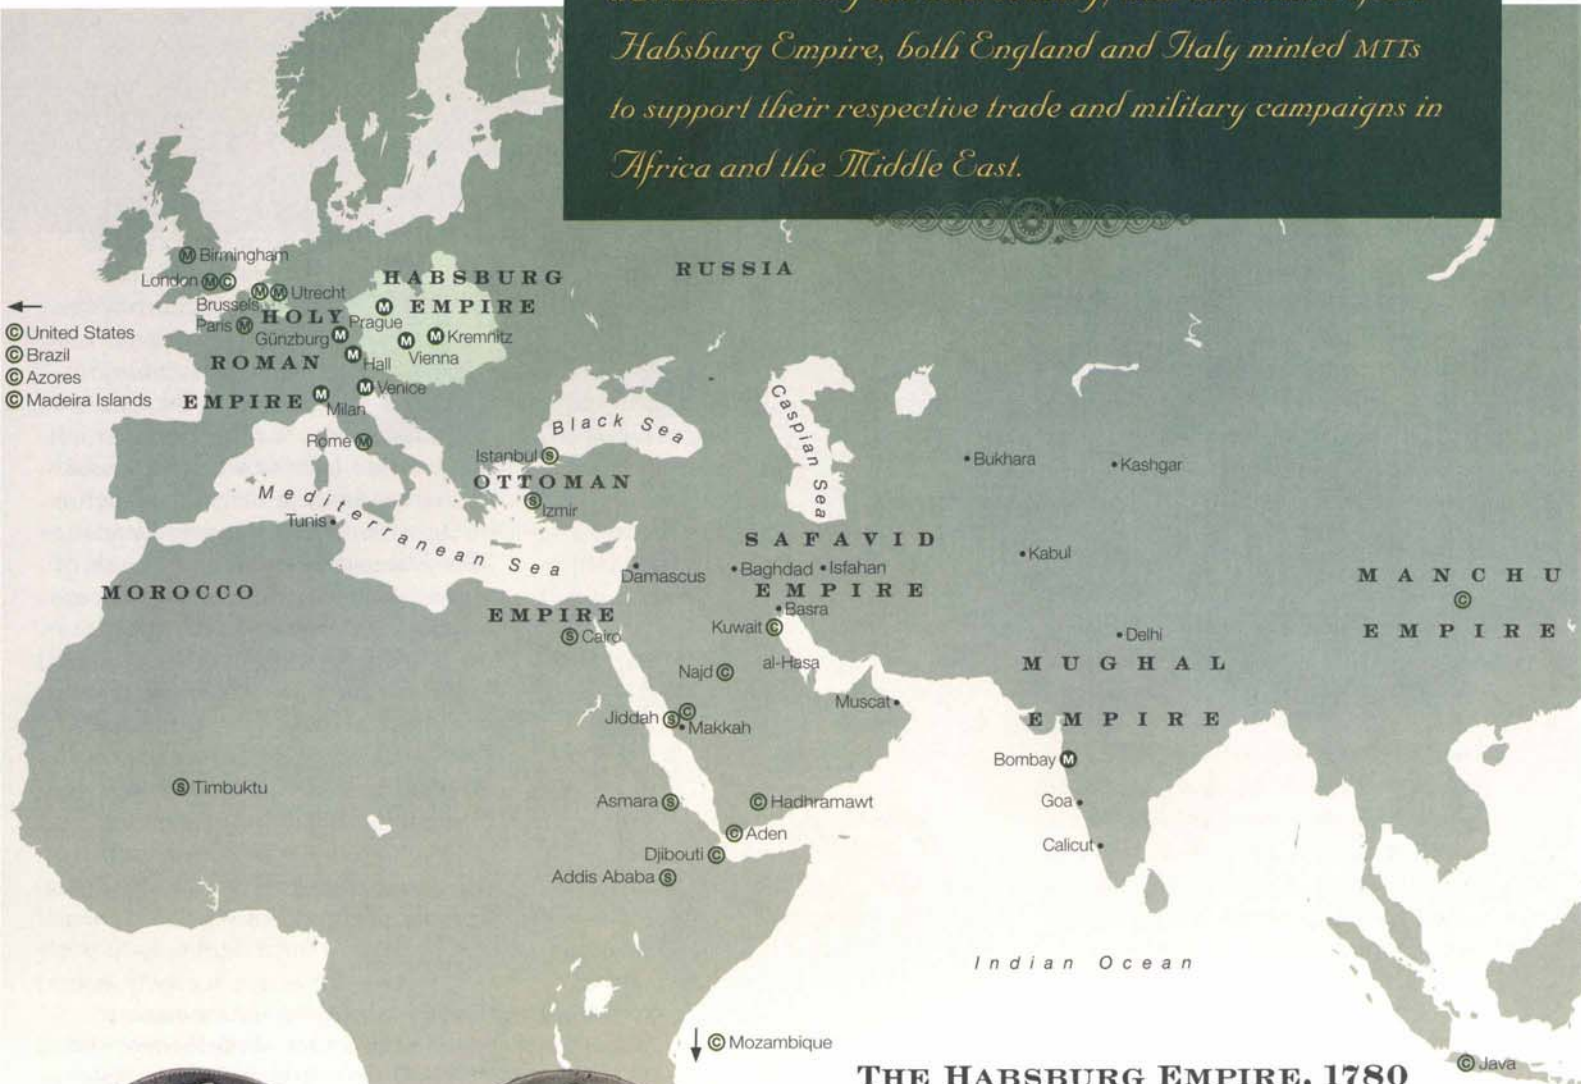 Habsburg Empire, both England and Italy minted MTTs
to support their respective trade and military campaigns in
Africa and the Middle East.
M Birmingham
London M C
M M Utrecht
Brussels
Paris M
HABSBURG
EMPIRE
RUSSIA
HOLY
ROMAN
EMPIRE
M
Prague
Günzburg M
M
Vienna
M Kremnitz
M
Hall
M Venice
M
Milan
Rome M
C United States
C Brazil
C Azores
C Madeira Islands
Black Sea
Caspian Sea
Istanbul S
OTTOMAN
S
Izmir
Mediterranean Sea
Tunis
Bukhara
Kashgar
SAFAVID
EMPIRE
Damascus
Baghdad
Isfahan
Kabul
MANCHU
C
EMPIRE
MOROCCO
EMPIRE
S Cairo
Basra
Kuwait C
Delhi
MUGHAL
EMPIRE
Najd C
al-Hasa
Muscat
Jiddah S
C
Makkah
Bombay M
Timbuktu
S
Asmara S
C Hadhramawt
Goa
C Aden
Calicut
Djibouti C
Addis Ababa S
Indian Ocean
C Mozambique
C Java
THE HABSBURG EMPIRE, 1780